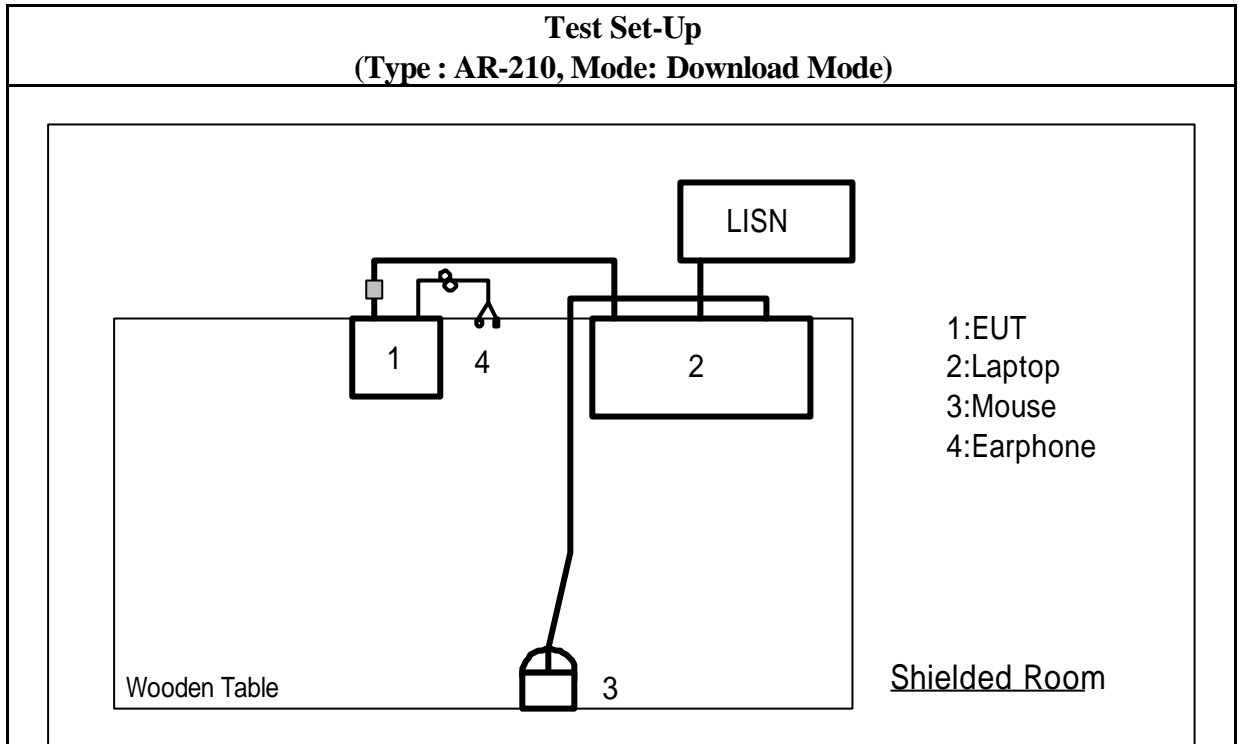 Test Set-Up
(Type : AR-210, Mode: Download Mode)
LISN
1
4
2
1:EUT
2:Laptop
3:Mouse
4:Earphone
Wooden Table
3
Shielded Room